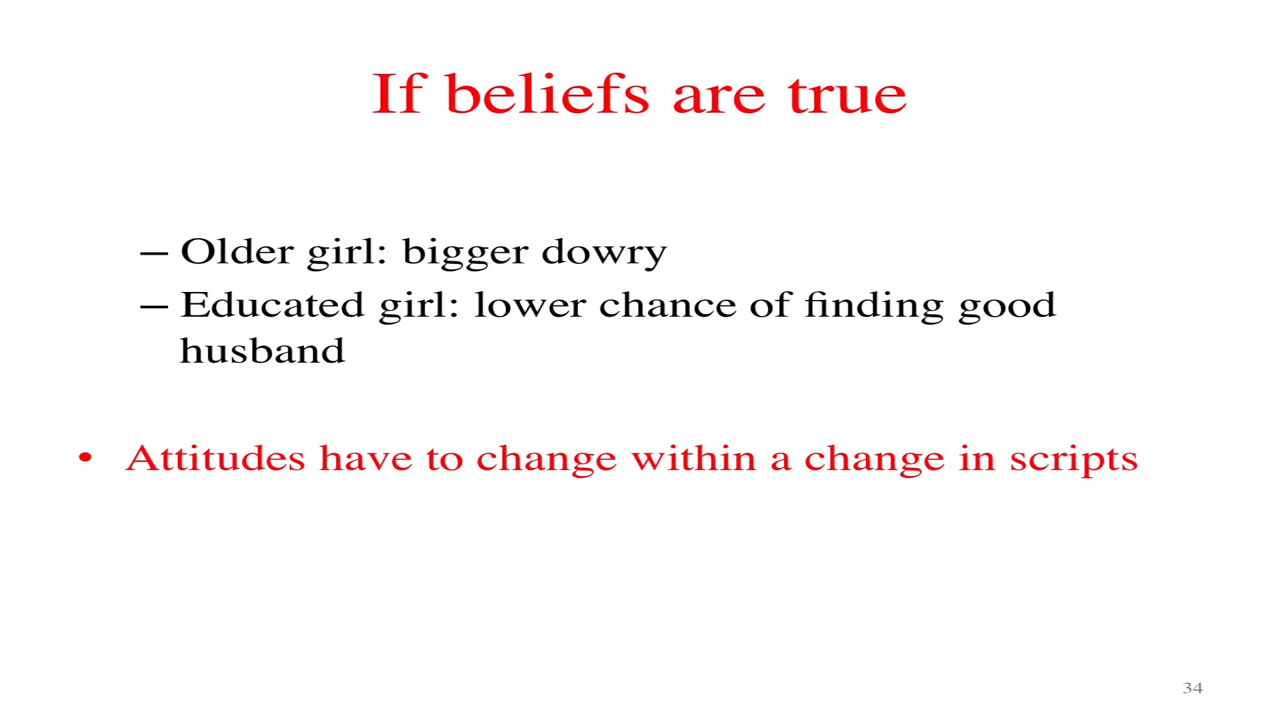 If beliefs are true
– Older girl: bigger dowry
– Educated girl: lower chance of finding good
husband
• Attitudes have to change within a change in scripts
34